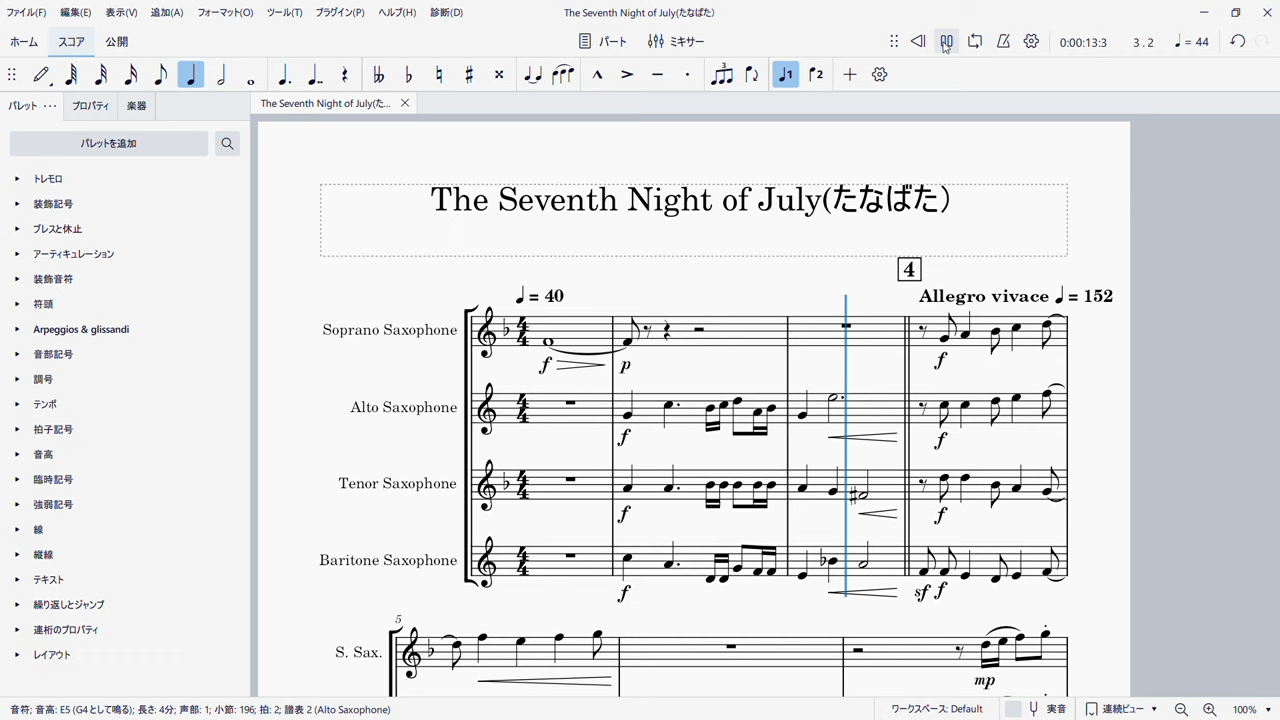 ファイル(F) 編集(E) 表示(V) 追加(A) フォーマット(O) ツール(T) プラグイン(P) ヘルプ(H) 診断(D) The Seventh Night of July(たなばた)
ホーム スコア 公開 パート ミキサー 0:00:13:3 3 . 2 = 44
パレット ··· プロパティ 楽器 The Seventh Night of July(た...
パレットを追加
トレモロ
装飾記号
ブレスと休止
アーティキュレーション
装飾音符
符頭
Arpeggios & glissandi
音部記号
調号
テンポ
拍子記号
音高
臨時記号
強弱記号
線
縦線
テキスト
繰り返しとジャンプ
連桁のプロパティ
レイアウト
The Seventh Night of July(たなばた)
4
= 40 Allegro vivace = 152
Soprano Saxophone
f p f
Alto Saxophone
f f
Tenor Saxophone
f f
Baritone Saxophone
f sf f
5
S. Sax.
mp
音符; 音高: E5 (G4として鳴る); 長さ: 4分; 声部: 1; 小節: 196; 拍: 2; 譜表 2 (Alto Saxophone) ワークスペース: Default 実音 連続ビュー 100%